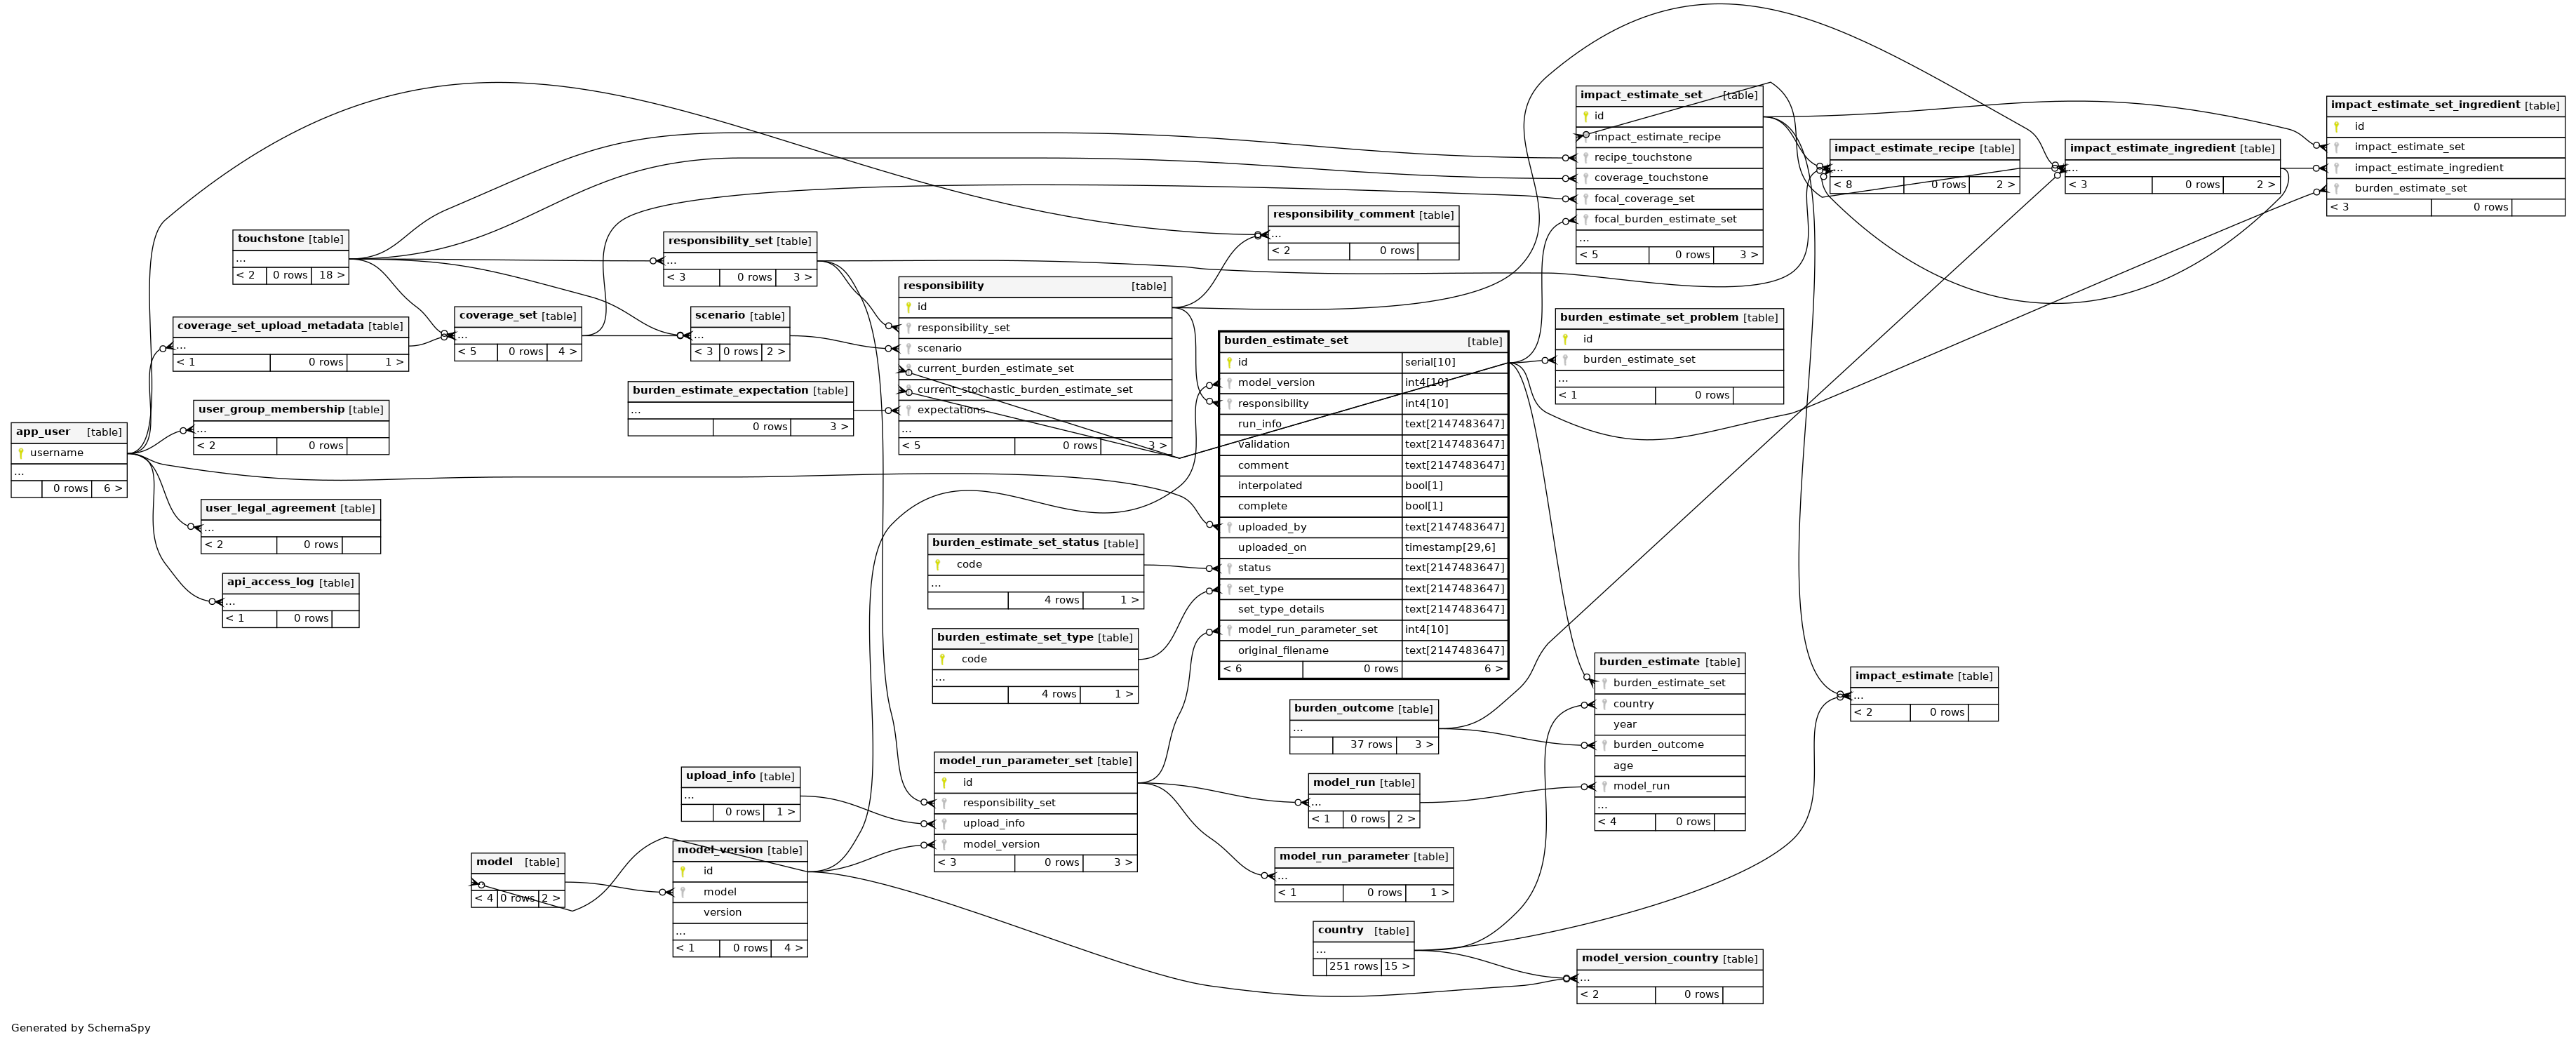 app_user [table]
username
...
0 rows 6 >
touchstone [table]
...
< 2 0 rows 18 >
coverage_set_upload_metadata [table]
...
< 1 0 rows 1 >
user_group_membership [table]
...
< 2 0 rows
user_legal_agreement [table]
...
< 2 0 rows
api_access_log [table]
...
< 1 0 rows
coverage_set [table]
...
< 5 0 rows 4 >
responsibility_set [table]
...
< 3 0 rows 3 >
scenario [table]
...
< 3 0 rows 2 >
burden_estimate_expectation [table]
...
0 rows 3 >
responsibility [table]
id
responsibility_set
scenario
current_burden_estimate_set
current_stochastic_burden_estimate_set
expectations
...
< 5 0 rows 3 >
burden_estimate_set_status [table]
code
...
4 rows 1 >
burden_estimate_set_type [table]
code
...
4 rows 1 >
upload_info [table]
...
0 rows 1 >
model [table]
< 4 0 rows 2 >
model_version [table]
id
model
version
...
< 1 0 rows 4 >
model_run_parameter_set [table]
id
responsibility_set
upload_info
model_version
< 3 0 rows 3 >
responsibility_comment [table]
...
< 2 0 rows
burden_estimate_set [table]
id serial[10]
model_version int4[10]
responsibility int4[10]
run_info text[2147483647]
validation text[2147483647]
comment text[2147483647]
interpolated bool[1]
complete bool[1]
uploaded_by text[2147483647]
uploaded_on timestamp[29,6]
status text[2147483647]
set_type text[2147483647]
set_type_details text[2147483647]
model_run_parameter_set int4[10]
original_filename text[2147483647]
< 6 0 rows 6 >
burden_outcome [table]
...
37 rows 3 >
model_run [table]
...
< 1 0 rows 2 >
model_run_parameter [table]
...
< 1 0 rows 1 >
country [table]
...
251 rows 15 >
impact_estimate_set [table]
id
impact_estimate_recipe
recipe_touchstone
coverage_touchstone
focal_coverage_set
focal_burden_estimate_set
...
< 5 0 rows 3 >
burden_estimate_set_problem [table]
id
burden_estimate_set
...
< 1 0 rows
burden_estimate [table]
burden_estimate_set
country
year
burden_outcome
age
model_run
...
< 4 0 rows
model_version_country [table]
...
< 2 0 rows
impact_estimate_recipe [table]
...
< 8 0 rows 2 >
impact_estimate [table]
...
< 2 0 rows
impact_estimate_ingredient [table]
...
< 3 0 rows 2 >
impact_estimate_set_ingredient [table]
id
impact_estimate_set
impact_estimate_ingredient
burden_estimate_set
< 3 0 rows
Generated by SchemaSpy